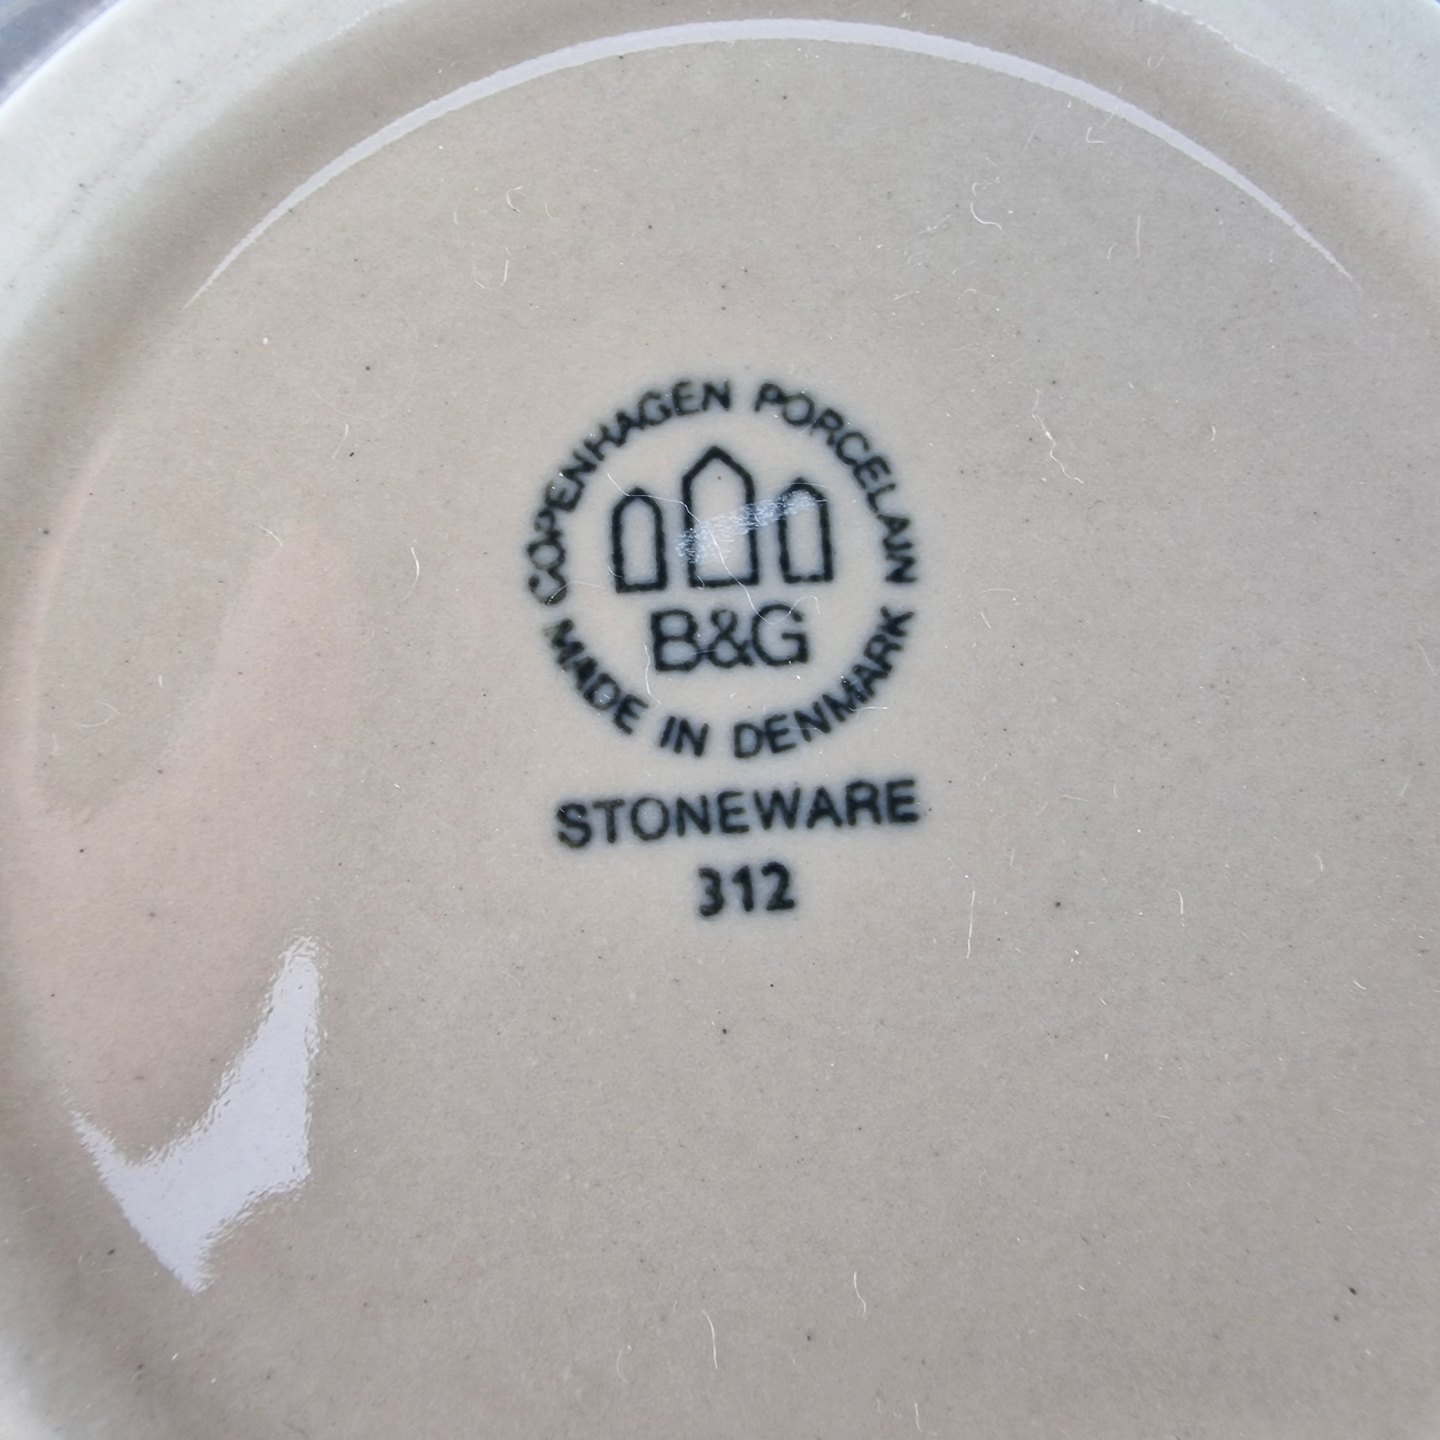 COPENHAGEN PORCELAIN
B&G
MADE IN DENMARK
STONEWARE
312